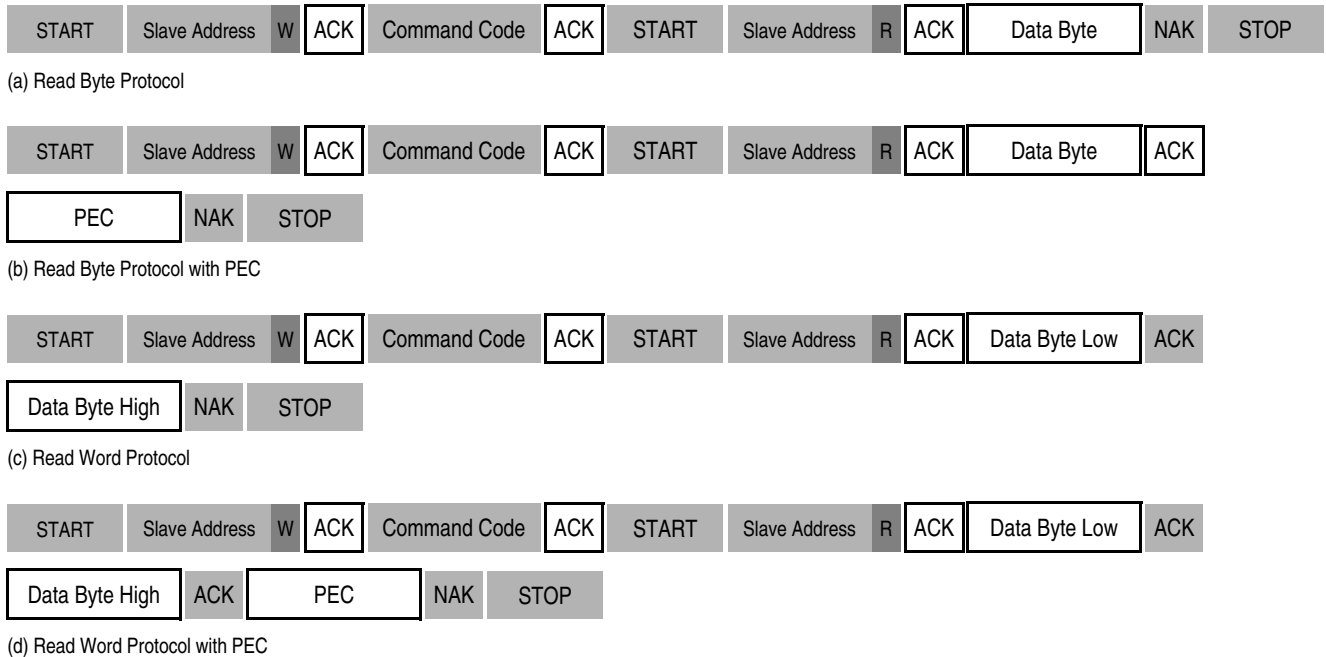 START Slave Address W ACK Command Code ACK START Slave Address R ACK Data Byte NAK STOP
(a) Read Byte Protocol
START Slave Address W ACK Command Code ACK START Slave Address R ACK Data Byte ACK
PEC NAK STOP
(b) Read Byte Protocol with PEC
START Slave Address W ACK Command Code ACK START Slave Address R ACK Data Byte Low ACK
Data Byte High NAK STOP
(c) Read Word Protocol
START Slave Address W ACK Command Code ACK START Slave Address R ACK Data Byte Low ACK
Data Byte High ACK PEC NAK STOP
(d) Read Word Protocol with PEC